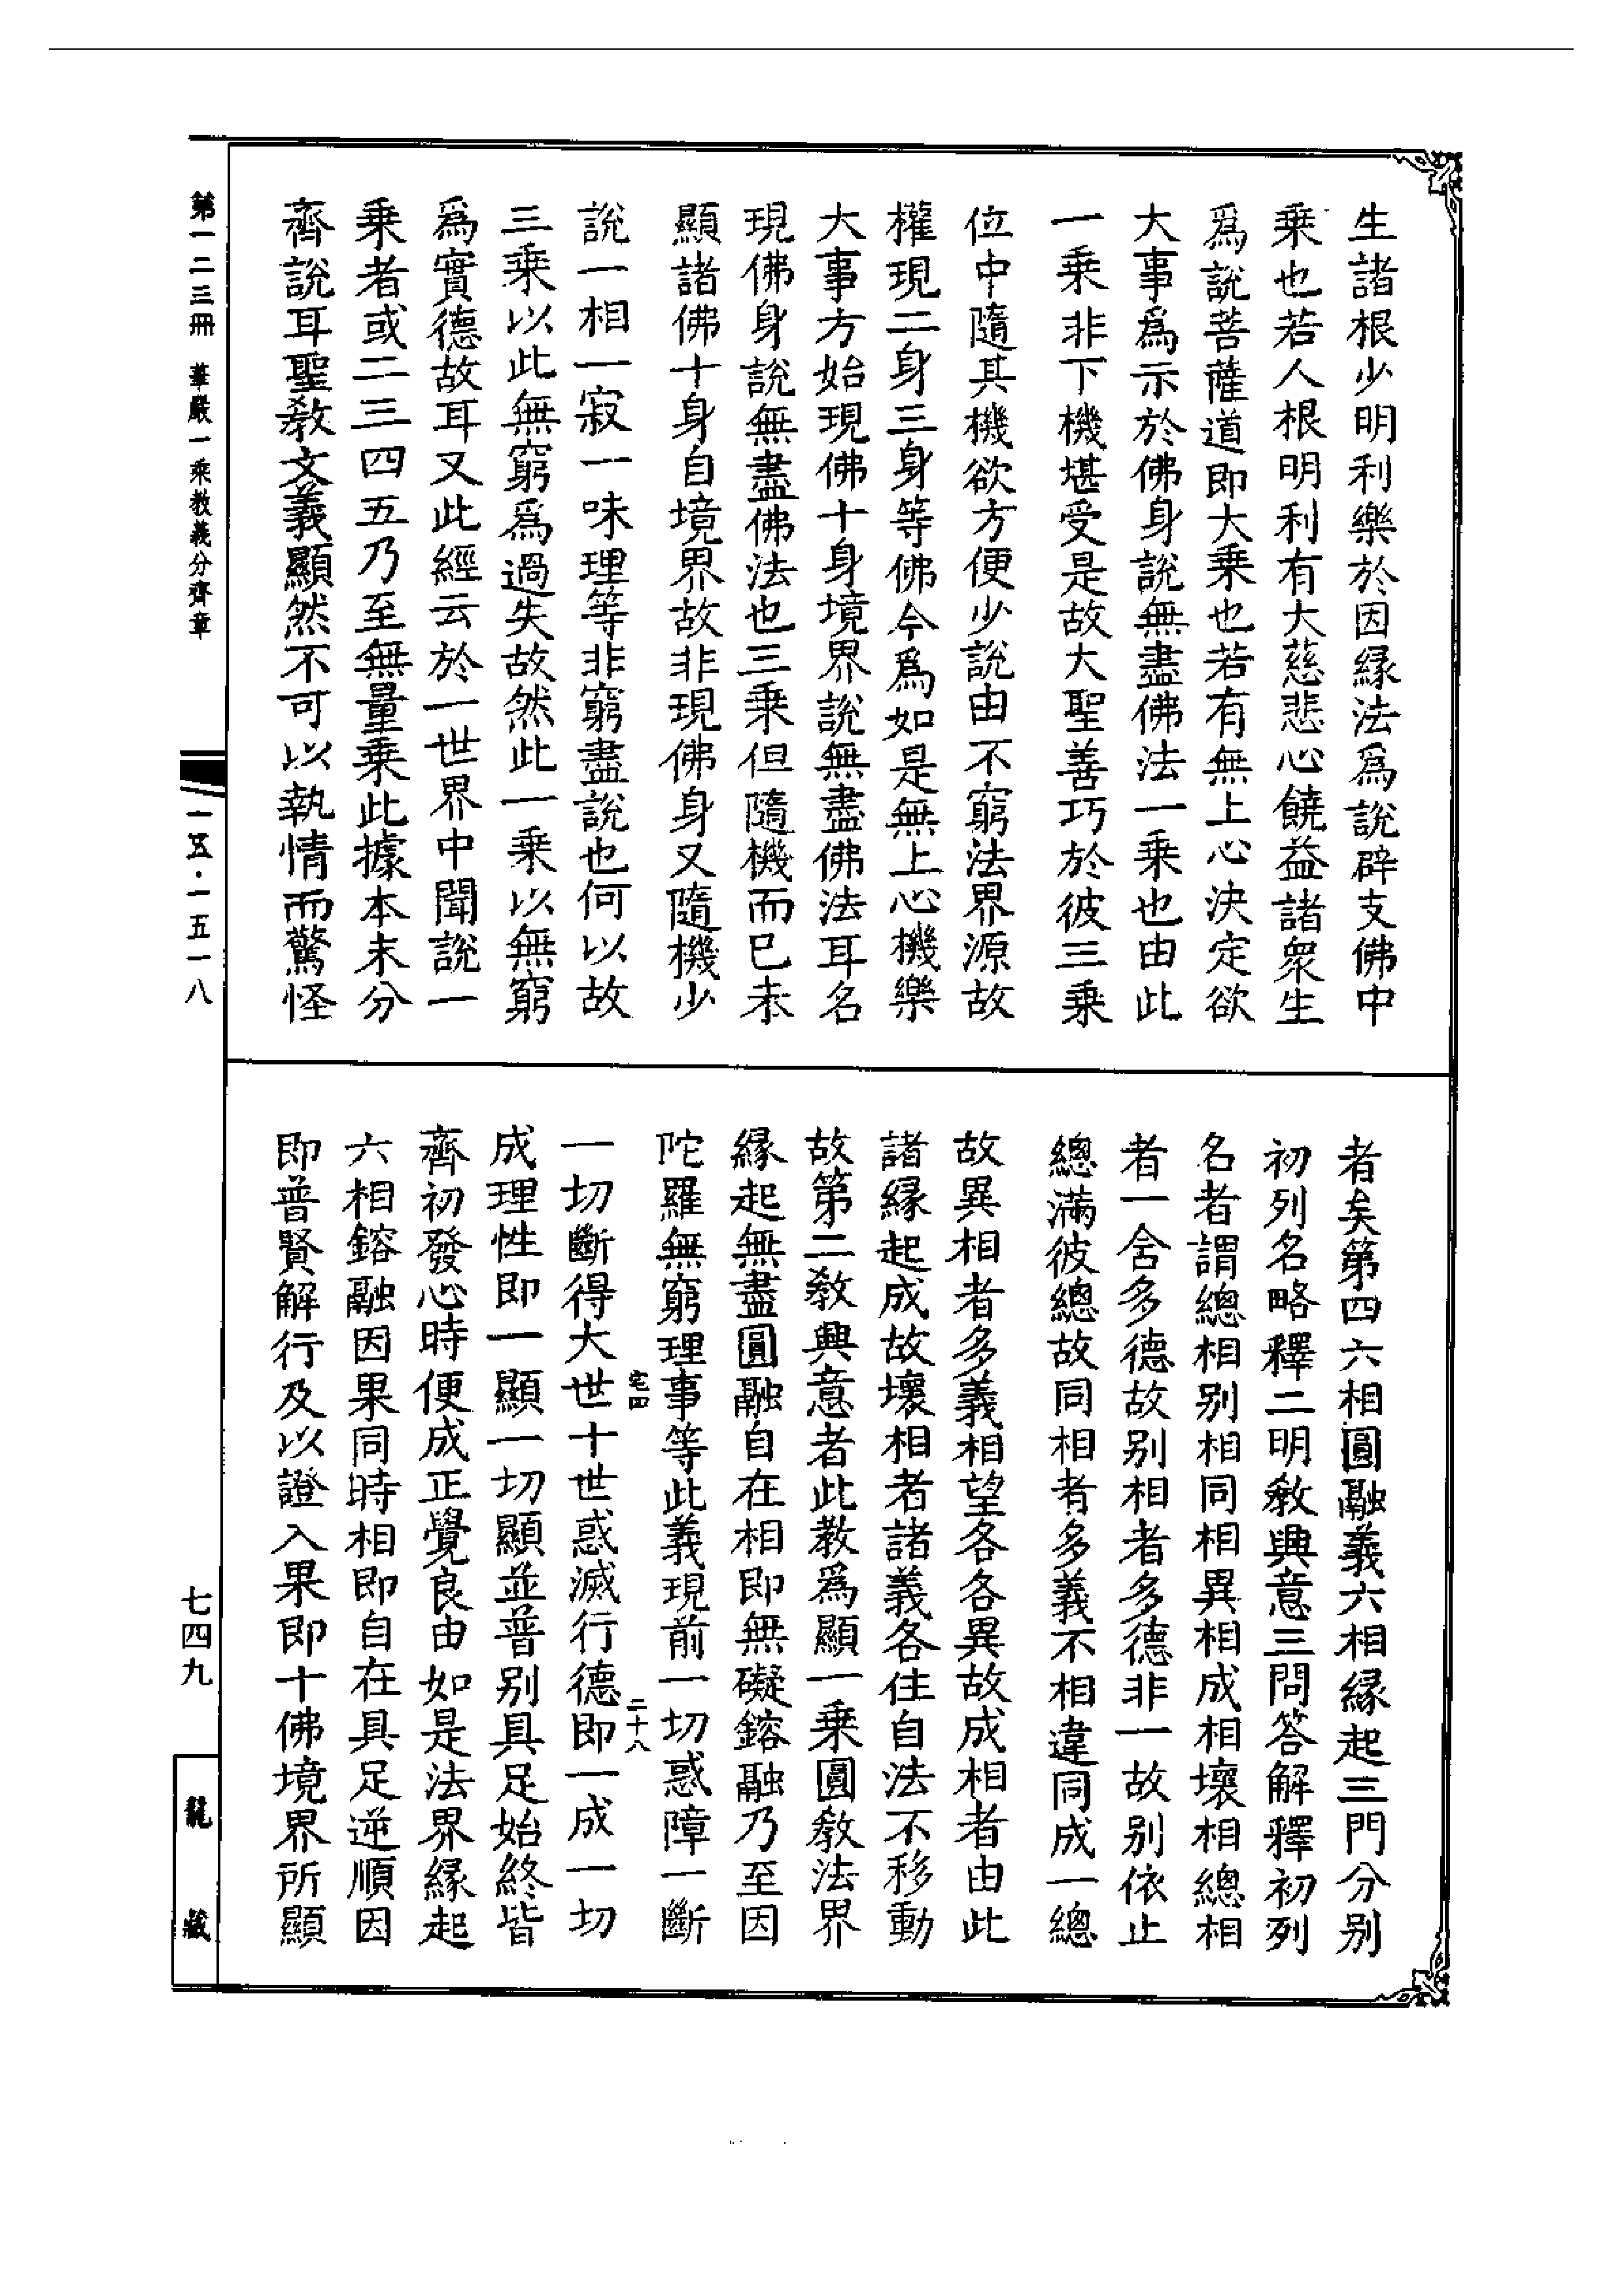 生諸根少明利樂於因緣法爲說辟支佛中
乗也若人根明利有大慈悲心饒益諸衆生
爲說菩薩道即大乗也若有無上心決定欲
大事爲示於佛身說無盡佛法一乗也由此
一乗非下機堪受是故大聖善巧於彼三乗
位中隨其機欲方便少說由不窮法界源故
權現二身三身等佛今爲如是無上心機樂
大事方始現佛十身境界說無盡佛法耳名
現佛身說無盡佛法也三乗但隨機而已未
顯諸佛十身自境界故非現佛身又隨機少
說一相一寂一味理等非窮盡說也何以故
三乗以此無窮爲過失故然此一乗以無窮
爲實德故耳又此經云於一世界中聞說一
乗者或二三四五乃至無量乗此據本末分
齊說耳聖教文義顯然不可以執情而驚怪
者矣第四六相圓融義六相緣起三門分别
初列名略釋二明教興意三問答解釋初列
名者謂總相别相同相異相成相壞相總相
者一含多德故别相者多德非一故别依止
總滿彼總故同相者多義不相違同成一總
故異相者多義相望各各異故成相者由此
諸緣起成故壞相者諸義各住自法不移動
故第二教興意者此教爲顯一乗圓教法界
緣起無盡圓融自在相即無礙鎔融乃至因
陀羅無窮理事等此義現前一切惑障一斷
宅四
二十八
一切斷得大世十世惑滅行德即一成一切
成理性即一顯一切顯並普别具足始終皆
齊初發心時便成正覺良由如是法界緣起
六相鎔融因果同時相即自在具足逆順因
即普賢解行及以證入果即十佛境界所顯
第一二三冊 華嚴一乘教義分齊章
一五·一五一八
七四九
龍藏